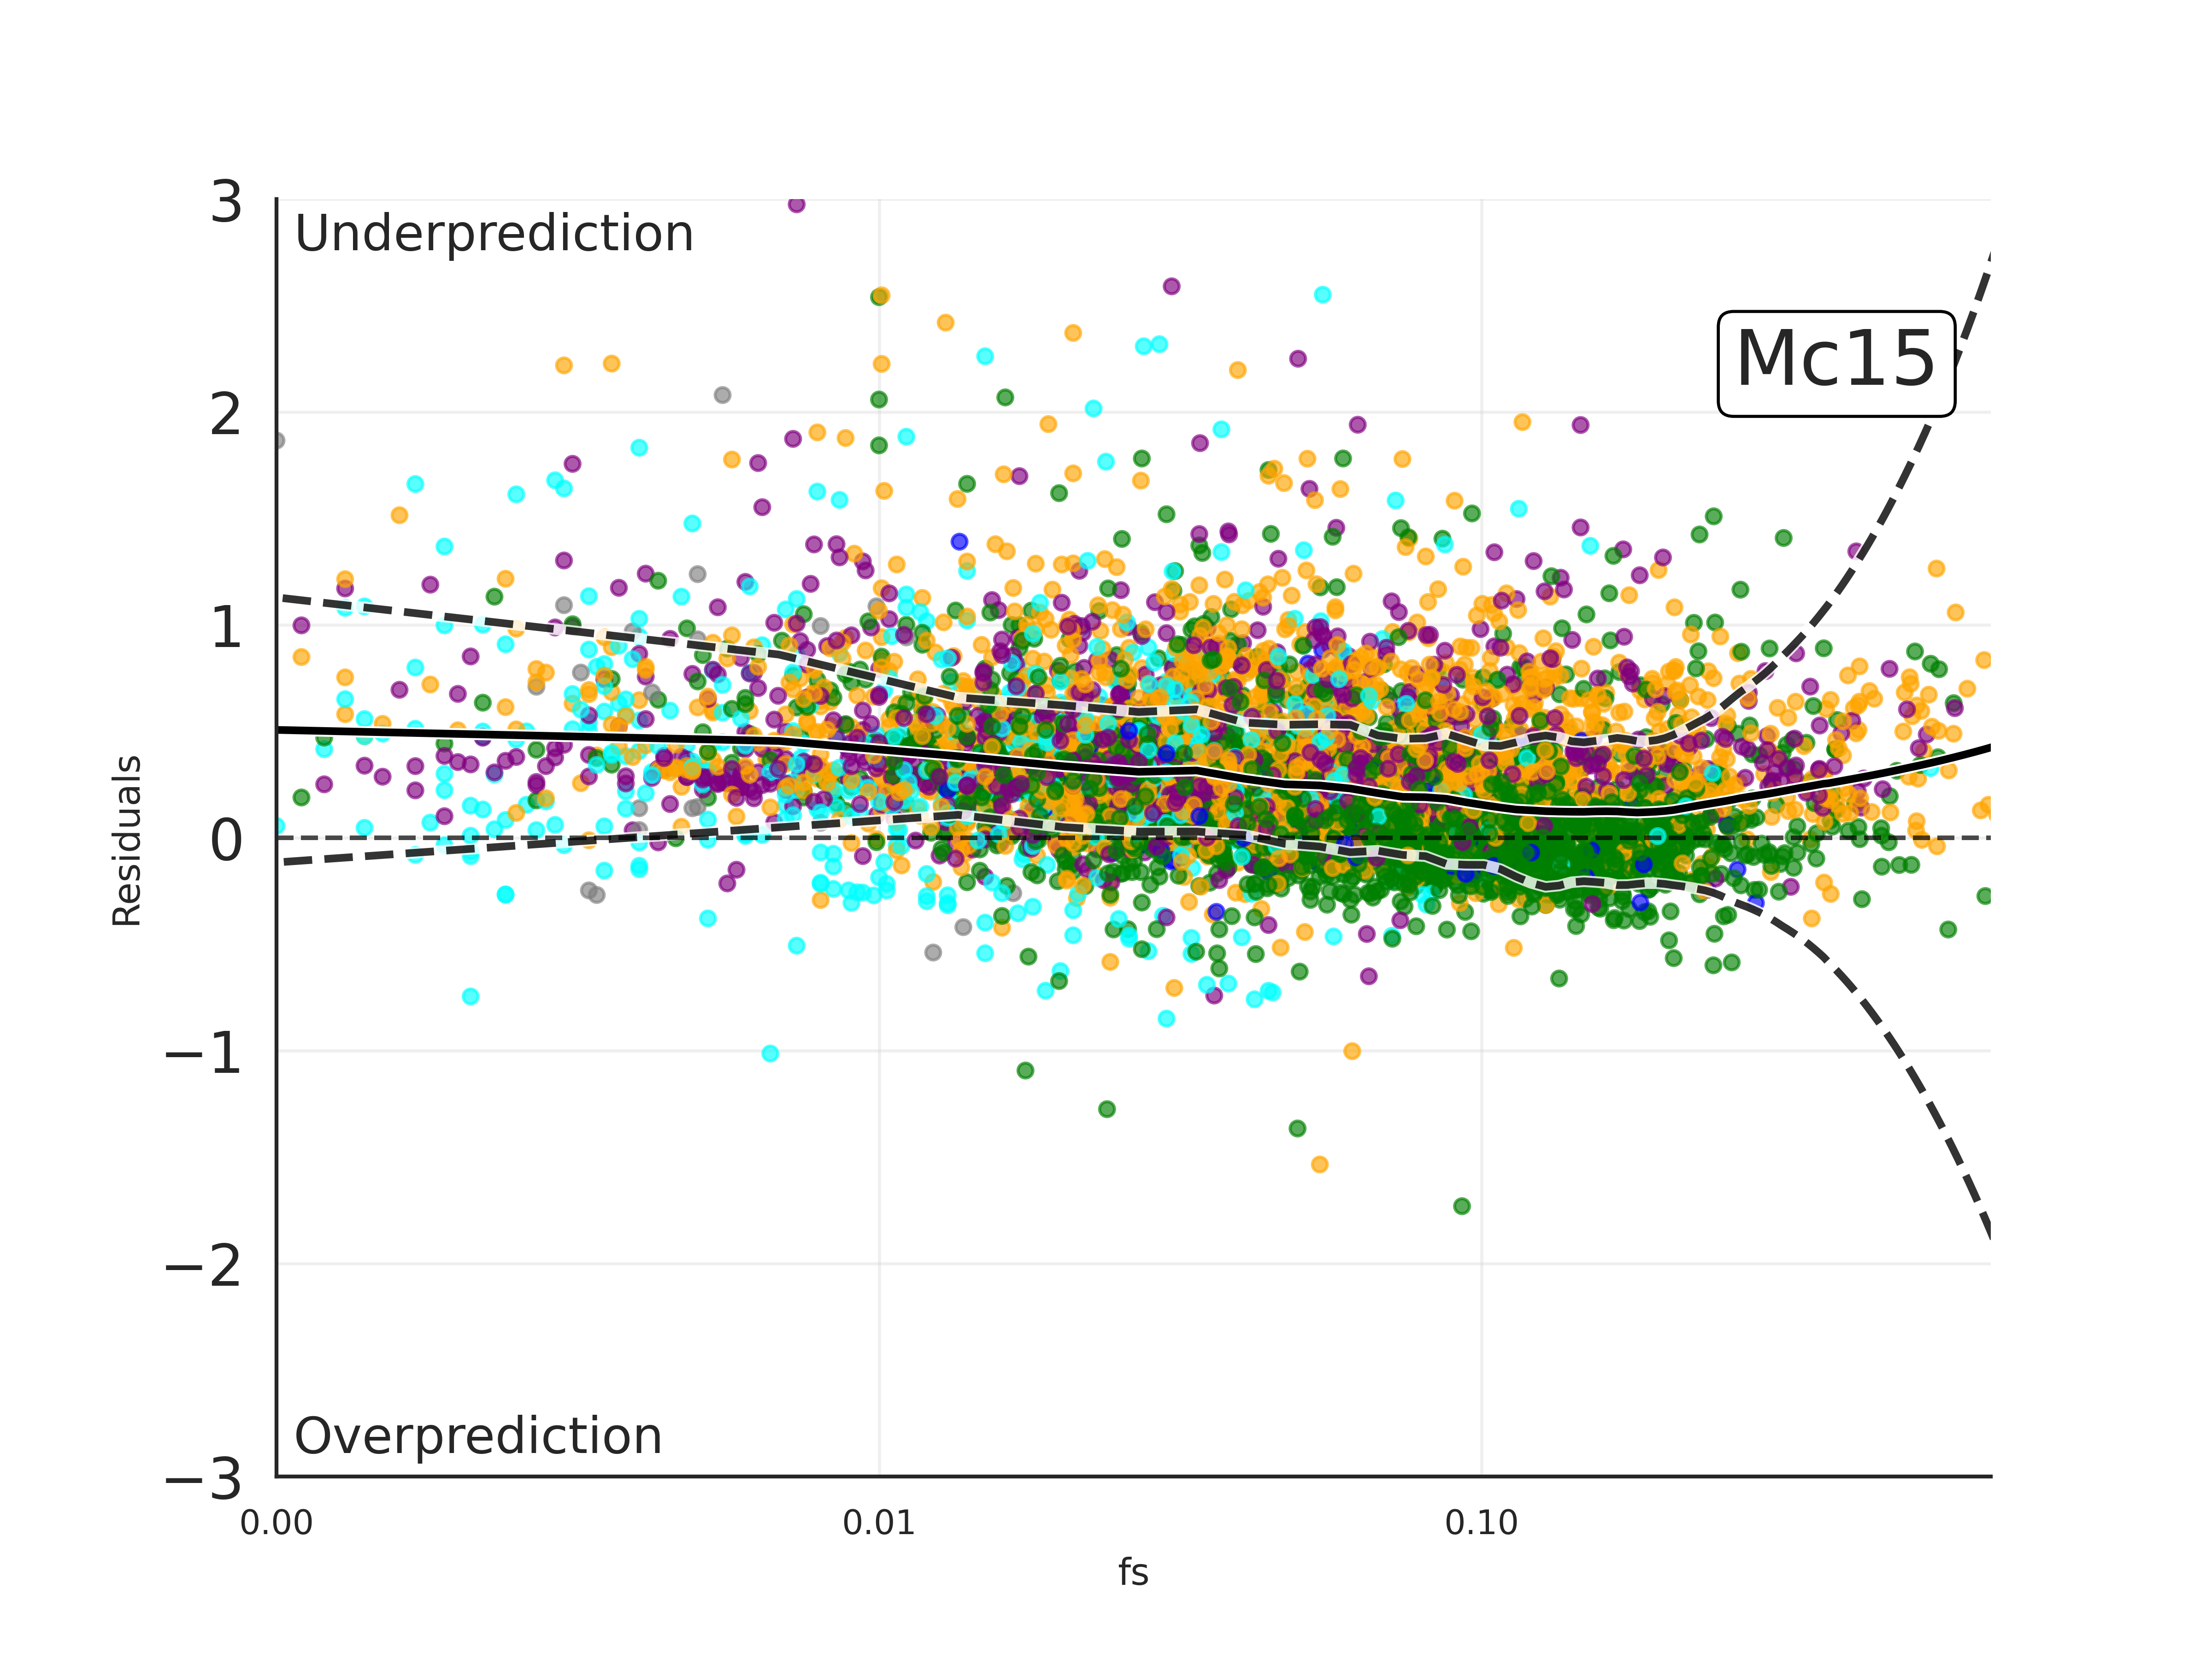 3
Underprediction
Mc15
2
1
0
−1
−2
Overprediction
−3
Residuals
0.00
0.01
0.10
fs